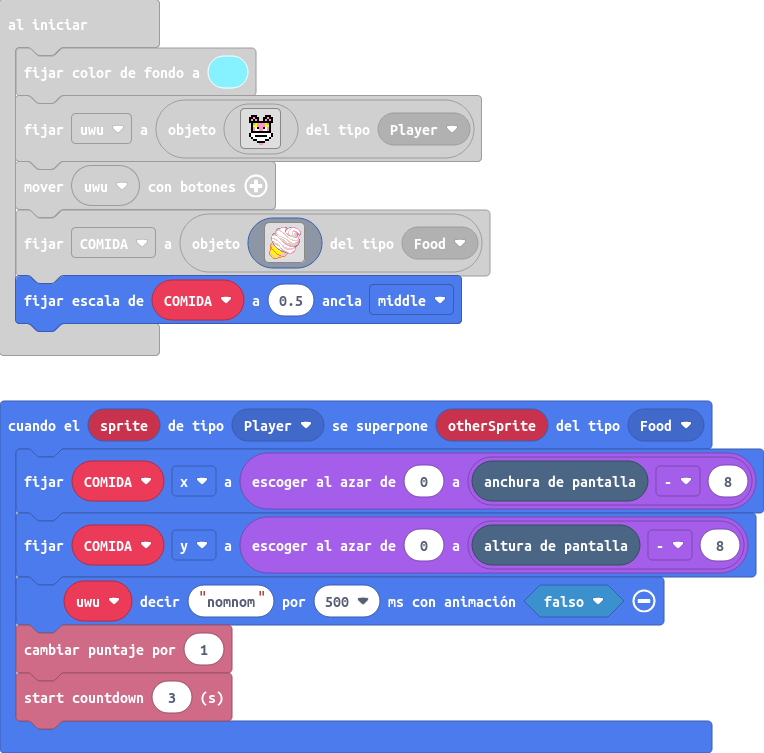 al iniciar
fijar color de fondo a
fijar uwu a objeto del tipo Player
mover uwu con botones
fijar COMIDA a objeto del tipo Food
fijar escala de COMIDA a 0.5 ancla middle
cuando el sprite de tipo Player se superpone otherSprite del tipo Food
fijar COMIDA x a escoger al azar de 0 a anchura de pantalla - 8
fijar COMIDA y a escoger al azar de 0 a altura de pantalla - 8
uwu decir "nomnom" por 500 ms con animación falso
cambiar puntaje por 1
start countdown 3 (s)